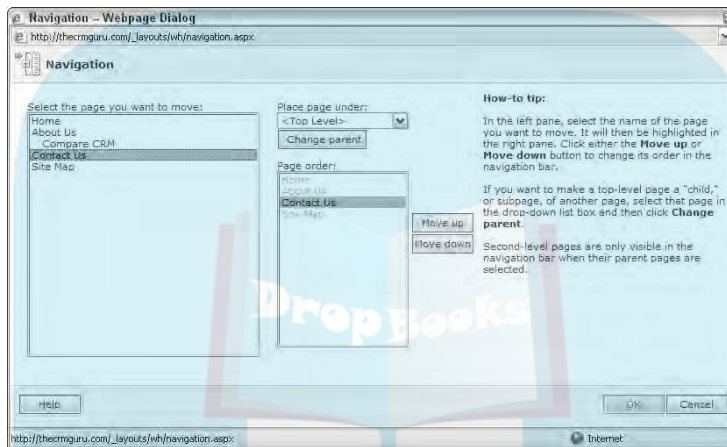 Navigation -- Webpage Dialog
http://thecrmguru.com/_layouts/wh/navigation.aspx
Navigation
Select the page you want to move:
Home
About Us
Compare CRM
Contact Us
Site Map
Place page under:
<Top Level>
Change parent
Page order:
Home
About Us
Contact Us
Site Map
Move up
Move down
How-to tip:
In the left pane, select the name of the page
you want to move. It will then be highlighted in
the right pane. Click either the Move up or
Move down button to change its order in the
navigation bar.
If you want to make a top-level page a "child,"
or subpage, of another page, select that page in
the drop-down list box and then click Change
parent.
Second-level pages are only visible in the
navigation bar when their parent pages are
selected.
DropBooks
Help
OK
Cancel
http://thecrmguru.com/_layouts/wh/navigation.aspx
Internet